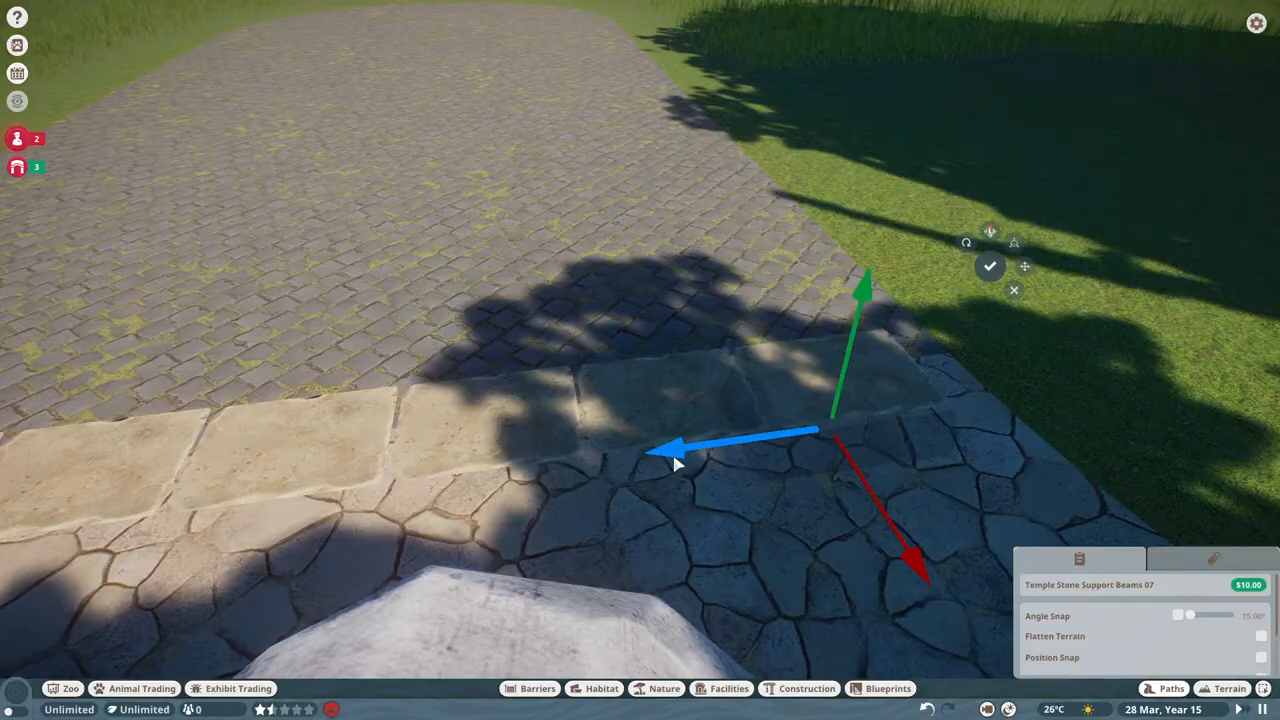 ?
2
3
Temple Stone Support Beams 07 $10.00
Angle Snap 15.00°
Flatten Terrain
Position Snap
Zoo Animal Trading Exhibit Trading Barriers Habitat Nature Facilities Construction Blueprints Paths Terrain
Unlimited Unlimited 0 26°C 28 Mar, Year 15